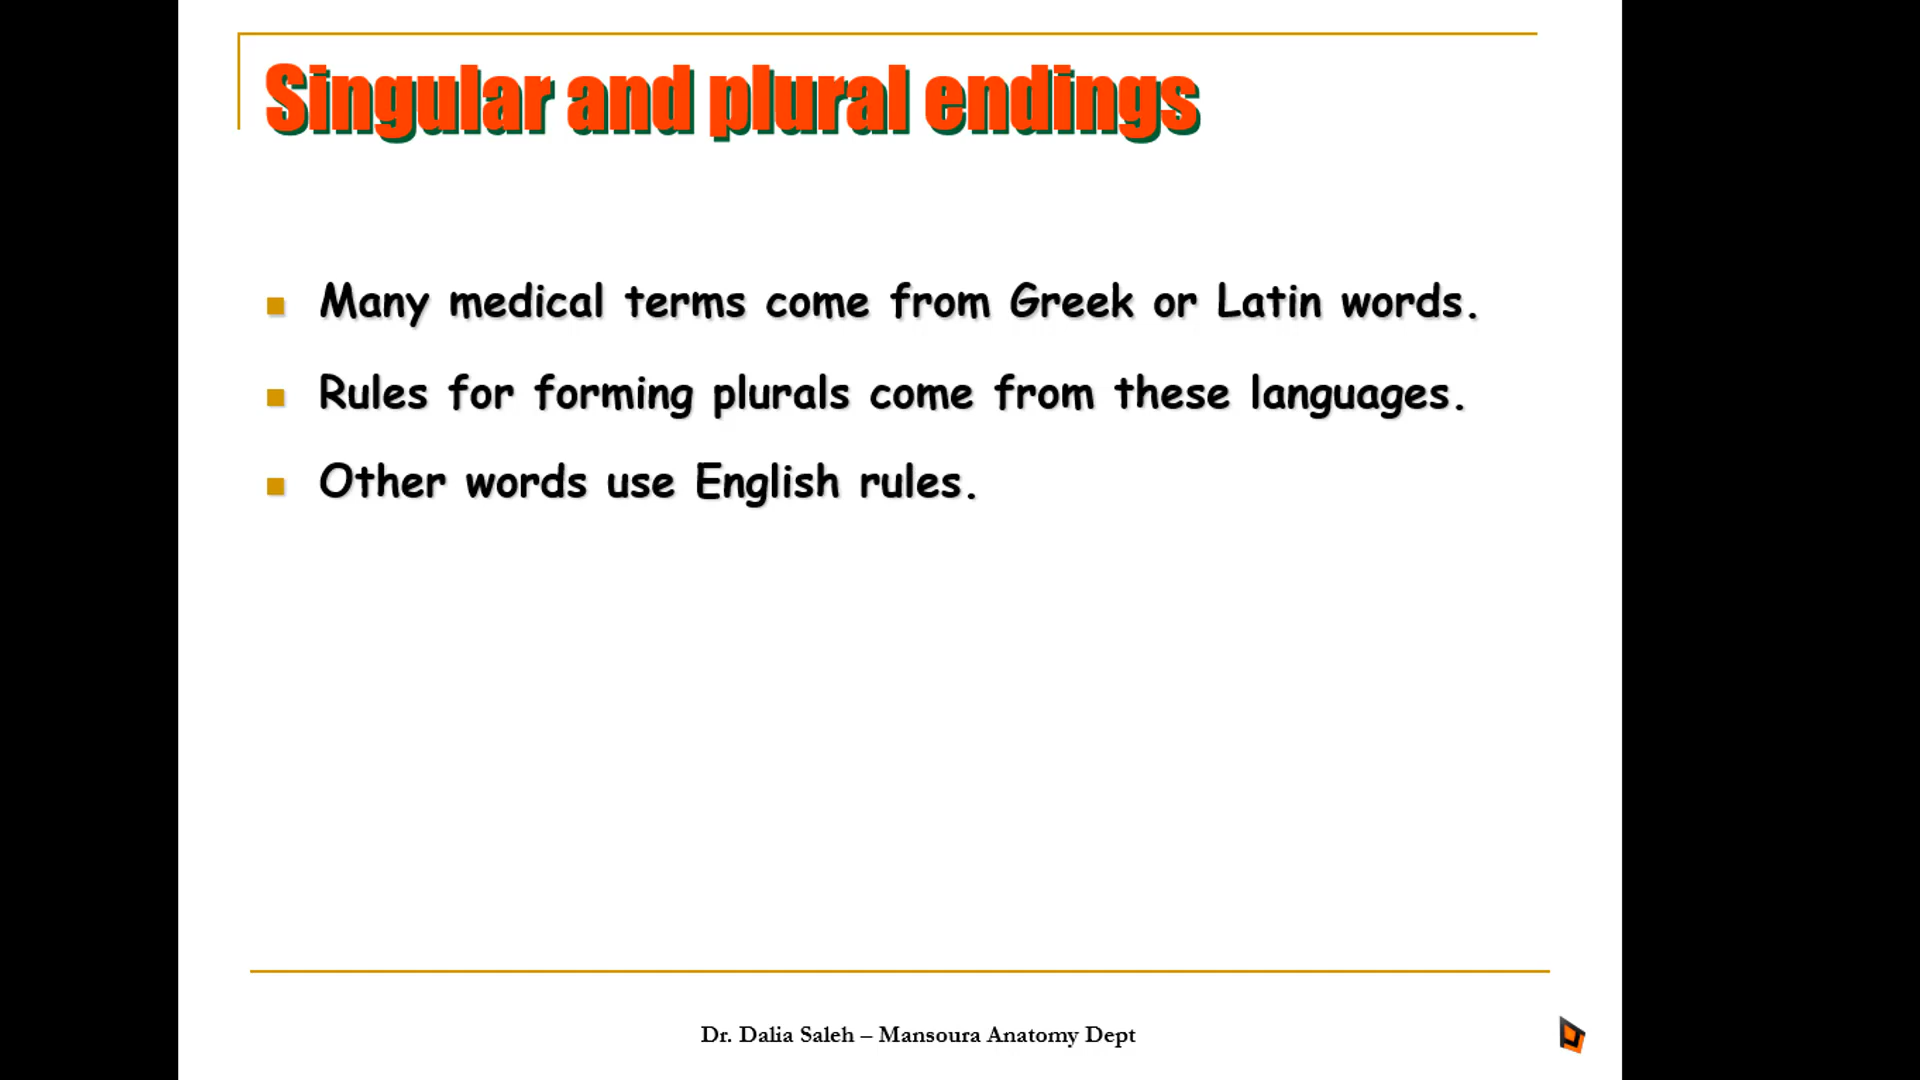 Singular and plural endings
Many medical terms come from Greek or Latin words.
Rules for forming plurals come from these languages.
Other words use English rules.
Dr. Dalia Saleh – Mansoura Anatomy Dept